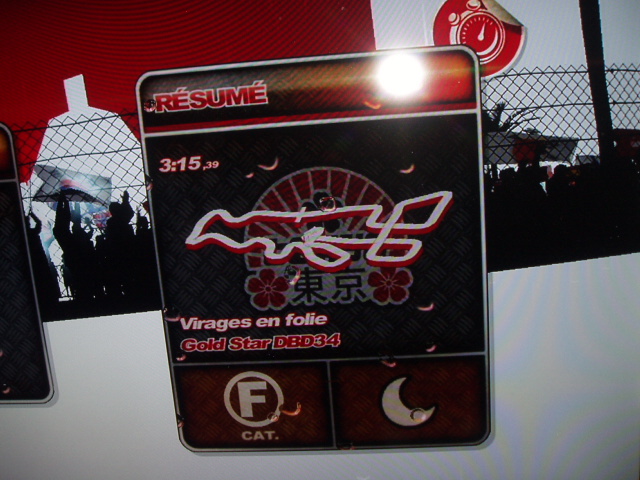 RÉSUMÉ
3:15,39
東京
Virages en folie
Gold Star DBD34
F
CAT.